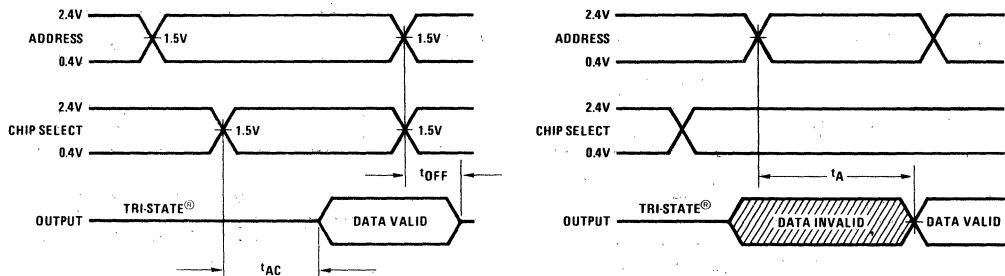 2.4V
ADDRESS
1.5V
1.5V
0.4V
2.4V
CHIP SELECT
1.5V
1.5V
0.4V
tOFF
TRI-STATE®
OUTPUT
DATA VALID
tAC
2.4V
ADDRESS
0.4V
2.4V
CHIP SELECT
0.4V
tA
TRI-STATE®
OUTPUT
DATA INVALID
DATA VALID